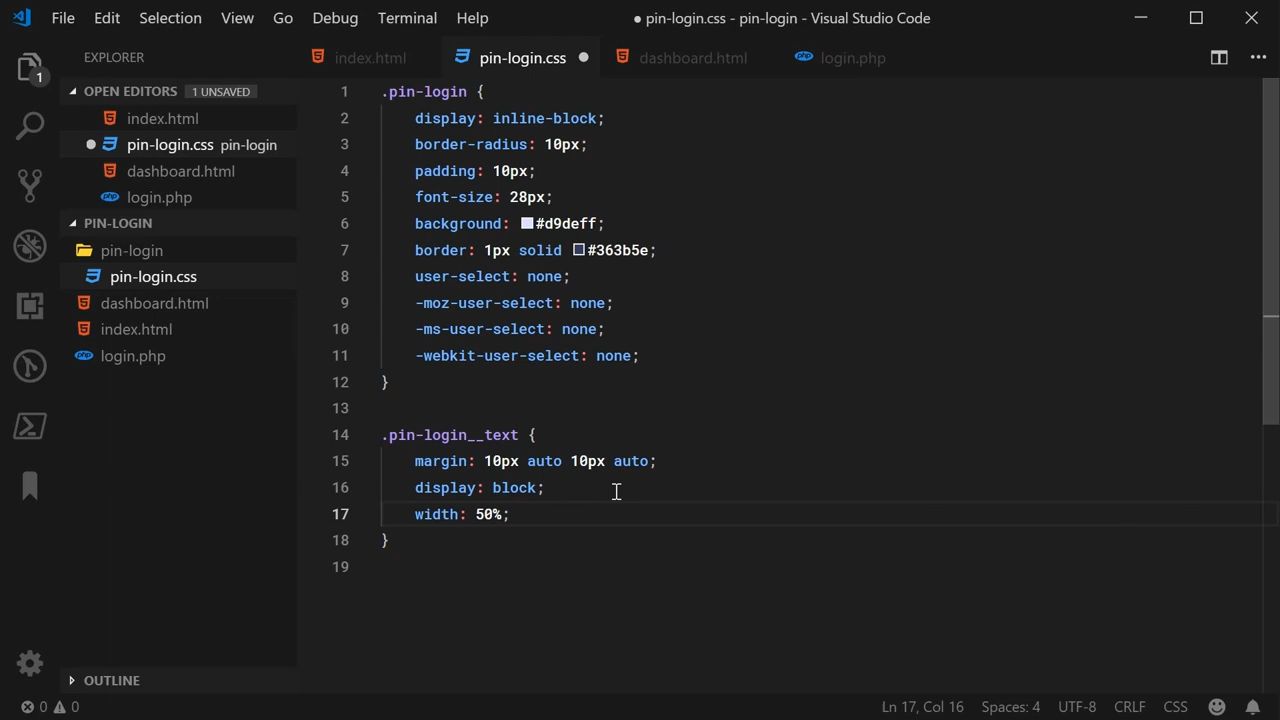 File Edit Selection View Go Debug Terminal Help
● pin-login.css - pin-login - Visual Studio Code
EXPLORER
OPEN EDITORS 1 UNSAVED
index.html
pin-login.css pin-login
dashboard.html
login.php
PIN-LOGIN
pin-login
pin-login.css
dashboard.html
index.html
login.php
OUTLINE
1
index.html pin-login.css dashboard.html login.php
1 .pin-login {
2 display: inline-block;
3 border-radius: 10px;
4 padding: 10px;
5 font-size: 28px;
6 background: #d9deff;
7 border: 1px solid #363b5e;
8 user-select: none;
9 -moz-user-select: none;
10 -ms-user-select: none;
11 -webkit-user-select: none;
12 }
13
14 .pin-login__text {
15 margin: 10px auto 10px auto;
16 display: block;
17 width: 50%;
18 }
19
0 0 Ln 17, Col 16 Spaces: 4 UTF-8 CRLF CSS